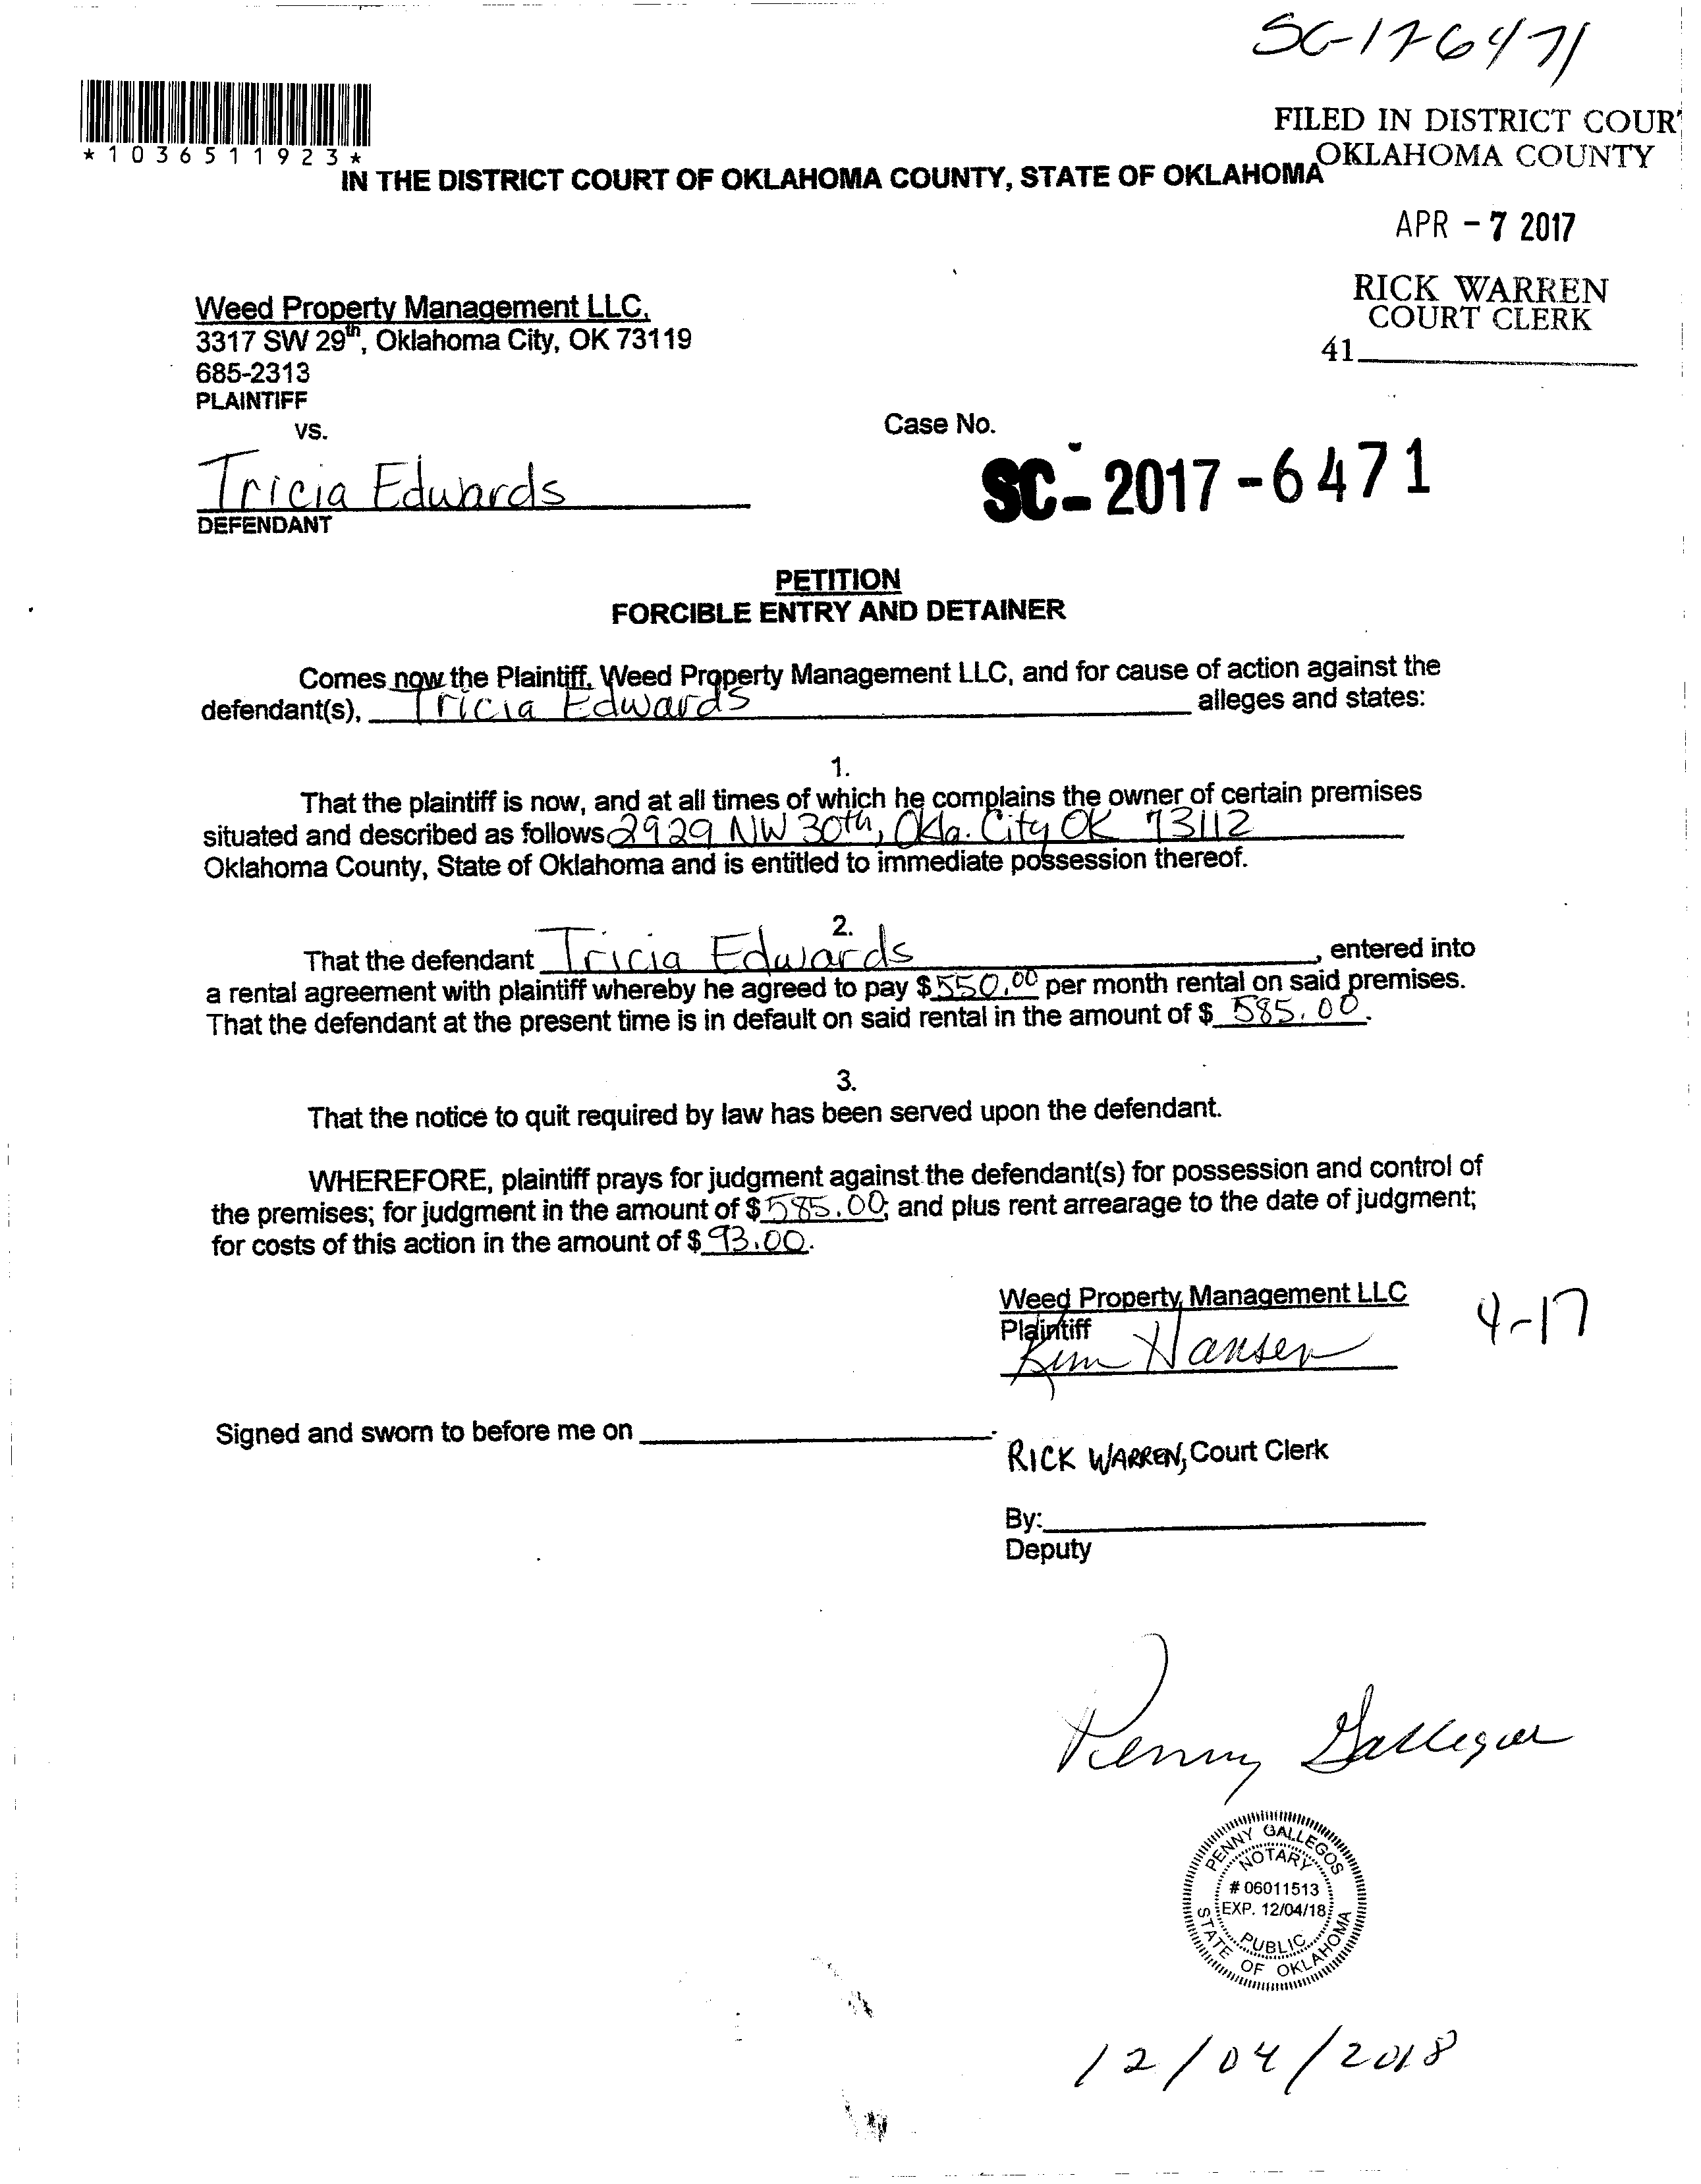 SC-17-6471
FILED IN DISTRICT COUR
OKLAHOMA COUNTY
*1036511923*
IN THE DISTRICT COURT OF OKLAHOMA COUNTY, STATE OF OKLAHOMA
APR - 7 2017
RICK WARREN
COURT CLERK
41
Weed Property Management LLC,
3317 SW 29th, Oklahoma City, OK 73119
685-2313
PLAINTIFF
vs.
Case No.
Tricia Edwards
SC - 2017 - 6471
DEFENDANT
PETITION
FORCIBLE ENTRY AND DETAINER
Comes now the Plaintiff, Weed Property Management LLC, and for cause of action against the
defendant(s), Tricia Edwards alleges and states:
1.
That the plaintiff is now, and at all times of which he complains the owner of certain premises
situated and described as follows 2929 NW 30th, Okla. City OK 73112
Oklahoma County, State of Oklahoma and is entitled to immediate possession thereof.
2.
That the defendant Tricia Edwards, entered into
a rental agreement with plaintiff whereby he agreed to pay $550.00 per month rental on said premises.
That the defendant at the present time is in default on said rental in the amount of $ 585.00.
3.
That the notice to quit required by law has been served upon the defendant.
WHEREFORE, plaintiff prays for judgment against the defendant(s) for possession and control of
the premises; for judgment in the amount of $585.00; and plus rent arrearage to the date of judgment;
for costs of this action in the amount of $93.00.
Weed Property Management LLC
4-17
Plaintiff
Kim Hansen
Signed and sworn to before me on
RICK WARREN, Court Clerk
By:
Deputy
Penny Gallegos
PENNY GALLEGOS
NOTARY
# 06011513
EXP. 12/04/18
PUBLIC
STATE OF OKLAHOMA
12/04/2018